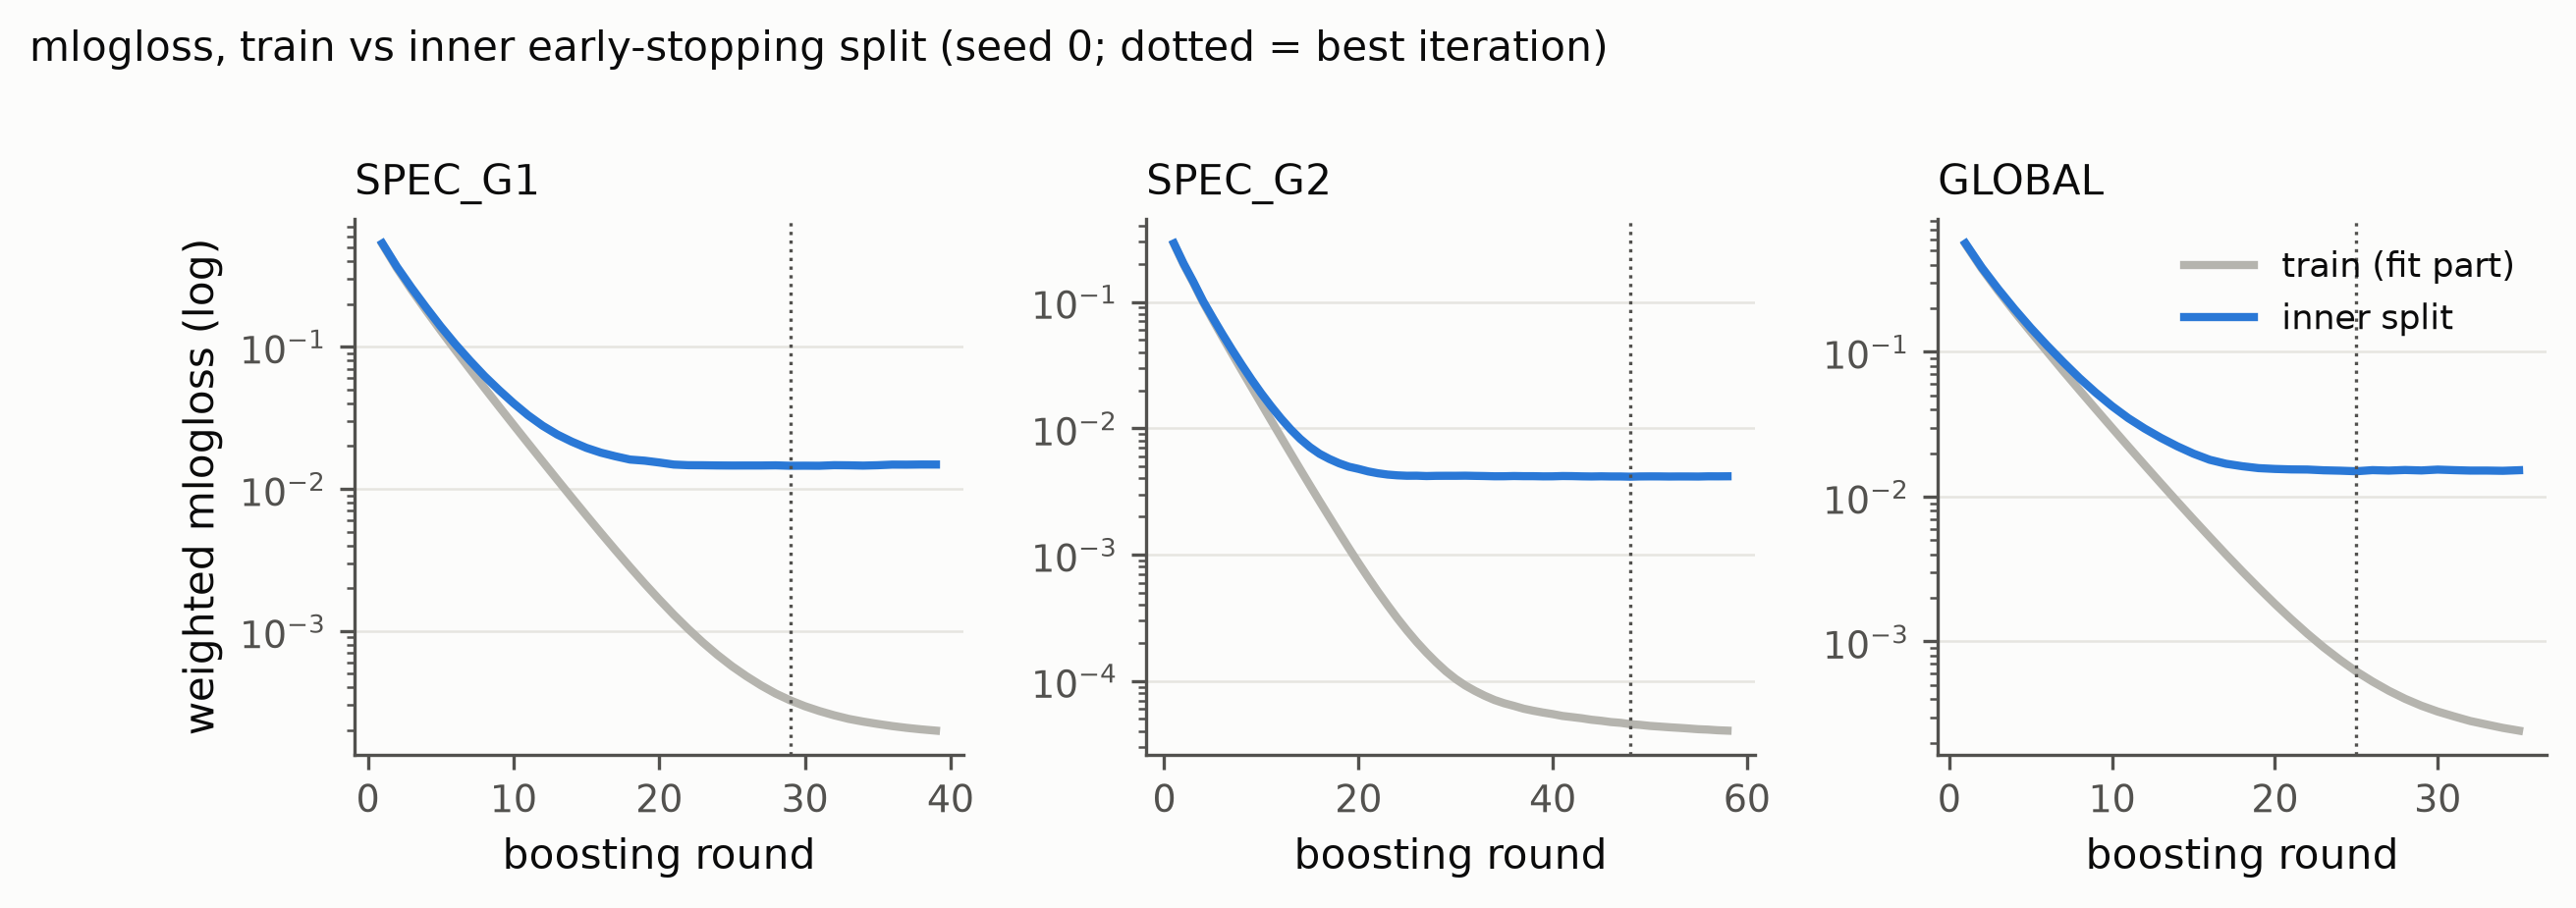 mlogloss, train vs inner early-stopping split (seed 0; dotted = best iteration)
SPEC_G1
weighted mlogloss (log)
10⁻¹
10⁻²
10⁻³
0 10 20 30 40
boosting round
SPEC_G2
10⁻¹
10⁻²
10⁻³
10⁻⁴
0 20 40 60
boosting round
GLOBAL
train (fit part)
inner split
10⁻¹
10⁻²
10⁻³
0 10 20 30
boosting round